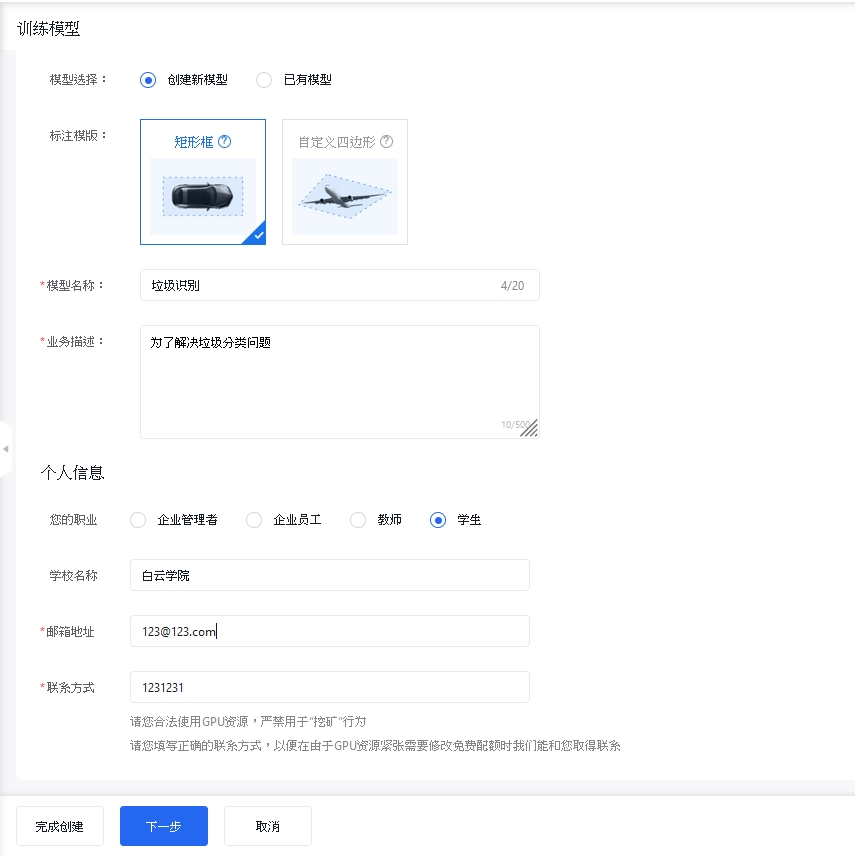 训练模型
模型选择： 创建新模型 已有模型
标注模版： 矩形框 ? 自定义四边形 ?
*模型名称： 垃圾识别 4/20
*业务描述： 为了解决垃圾分类问题
10/500
个人信息
您的职业 企业管理者 企业员工 教师 学生
学校名称 白云学院
*邮箱地址 123@123.com
*联系方式 1231231
请您合法使用GPU资源，严禁用于“挖矿”行为
请您填写正确的联系方式，以便在由于GPU资源紧张需要修改免费配额时我们能和您取得联系
完成创建 下一步 取消